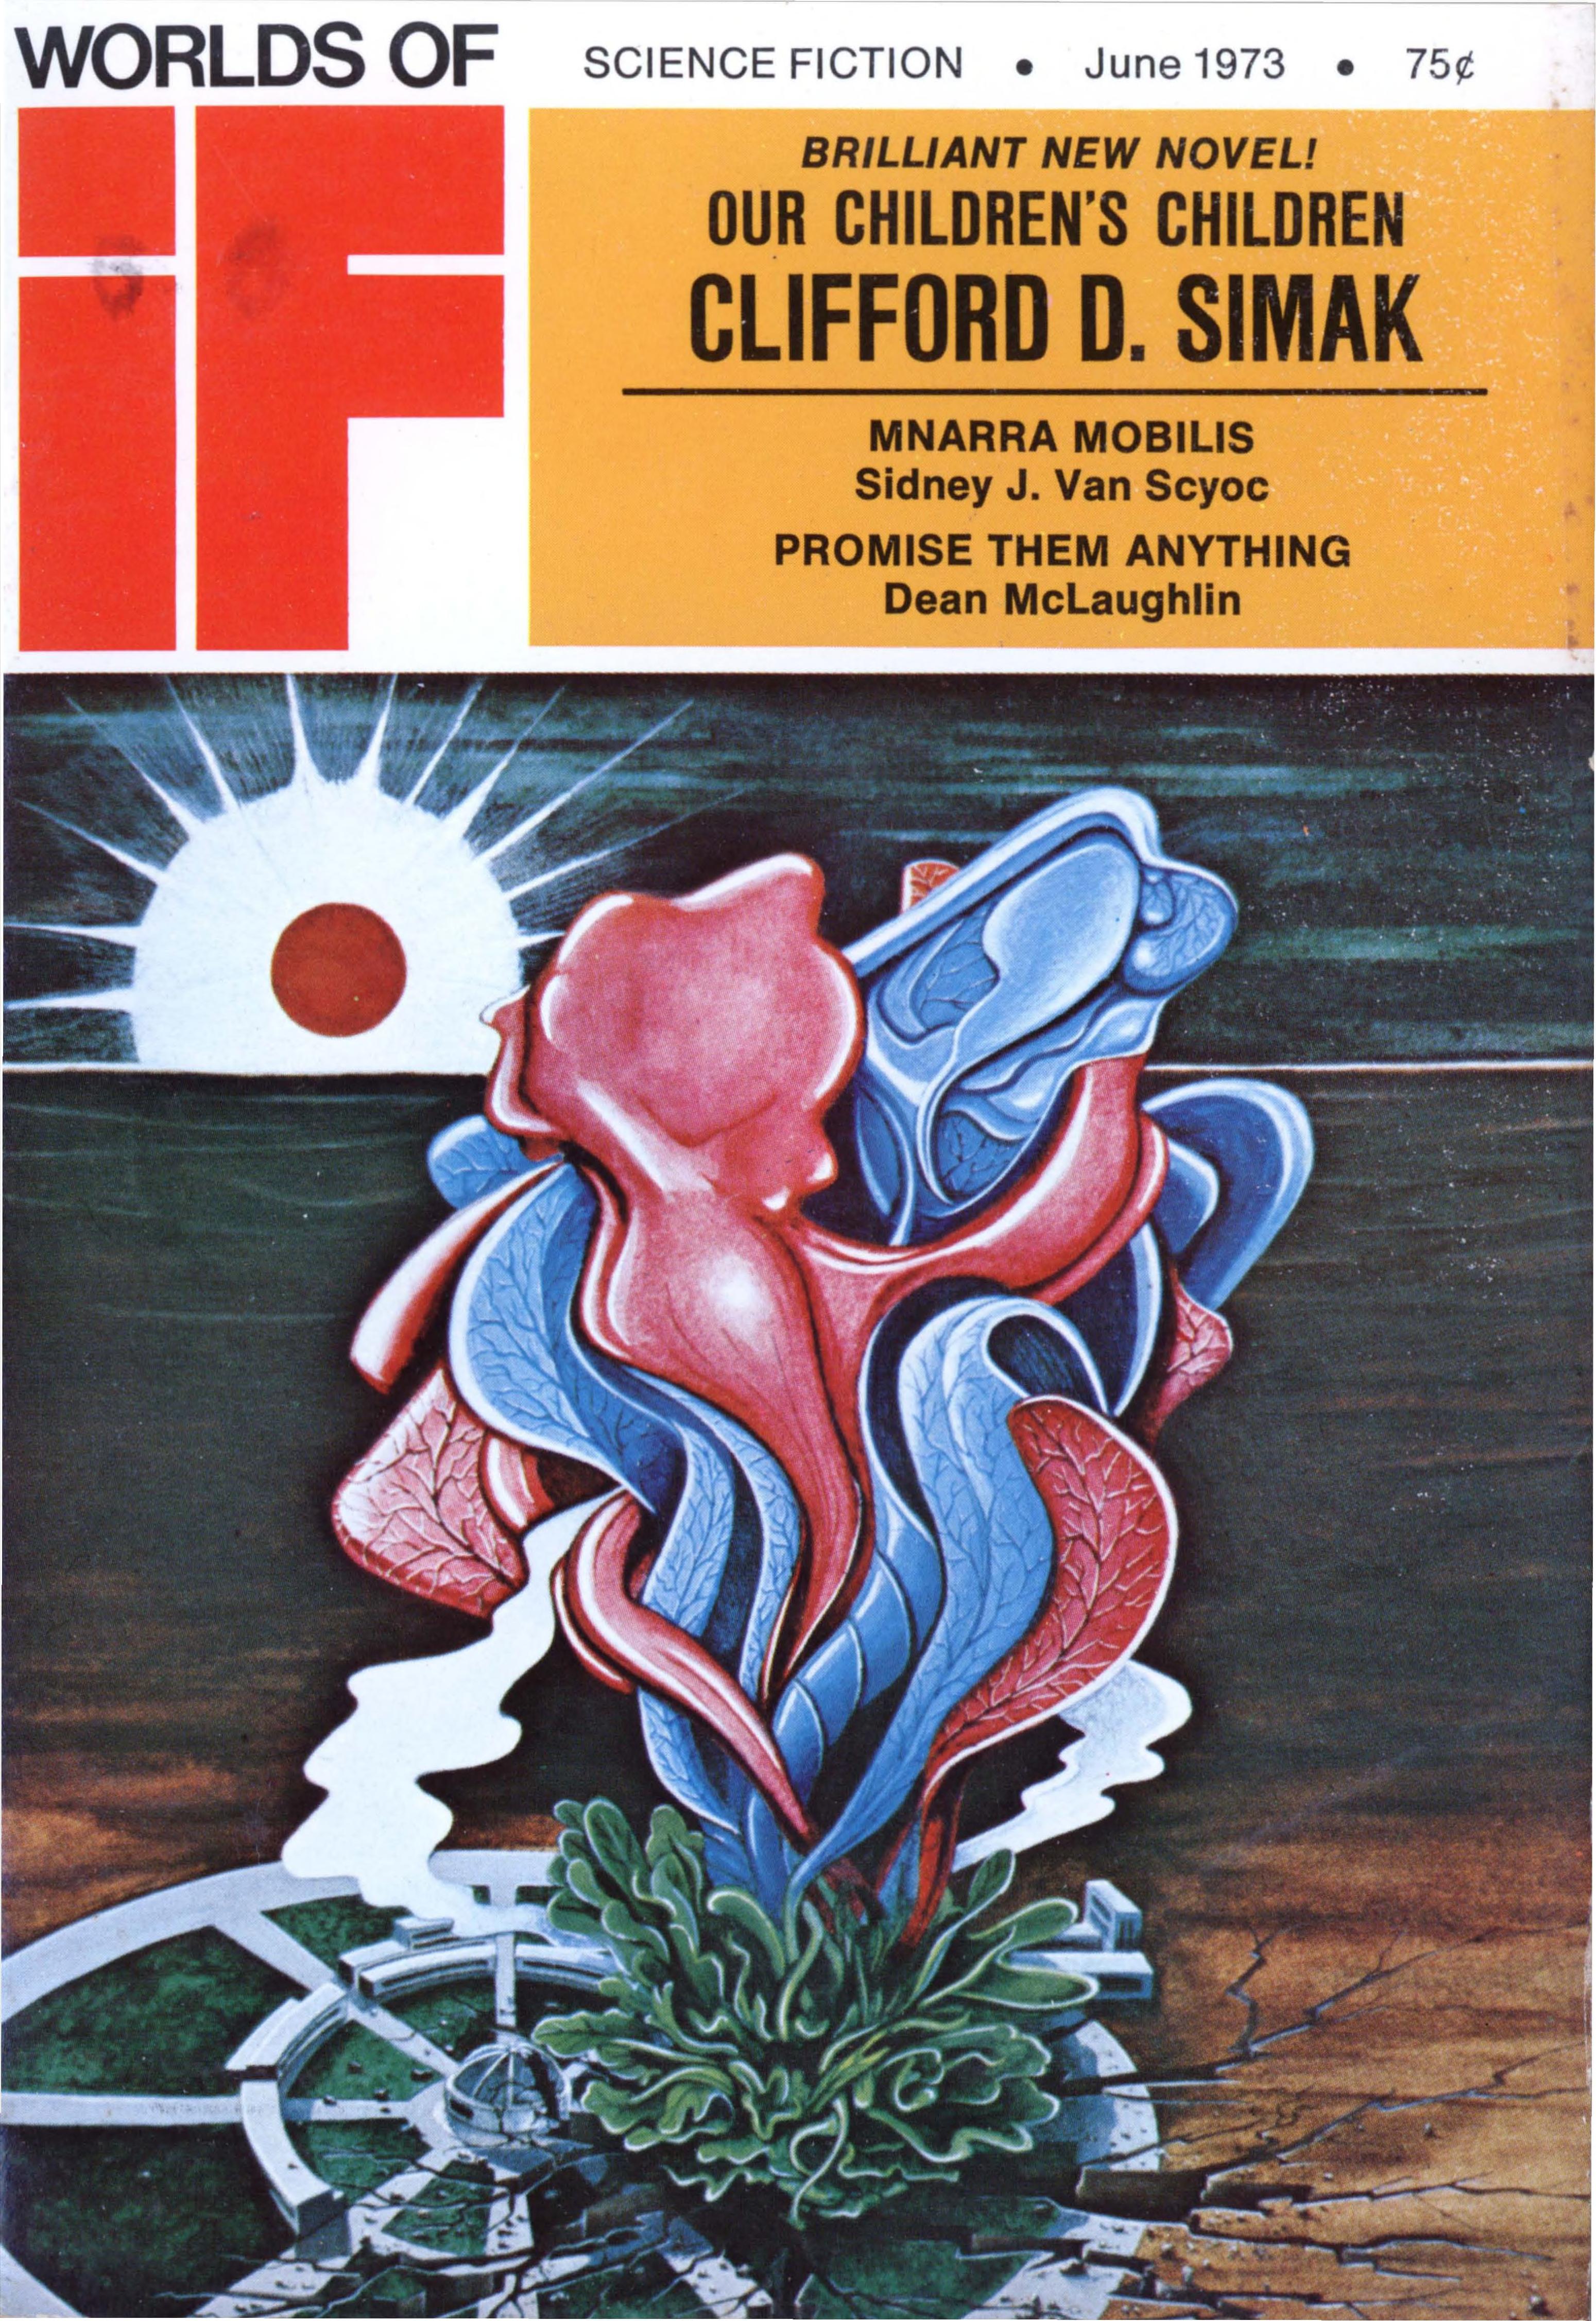 WORLDS OF
iF
SCIENCE FICTION • June 1973 • 75¢
BRILLIANT NEW NOVEL!
OUR CHILDREN'S CHILDREN
CLIFFORD D. SIMAK
MNARRA MOBILIS
Sidney J. Van Scyoc
PROMISE THEM ANYTHING
Dean McLaughlin